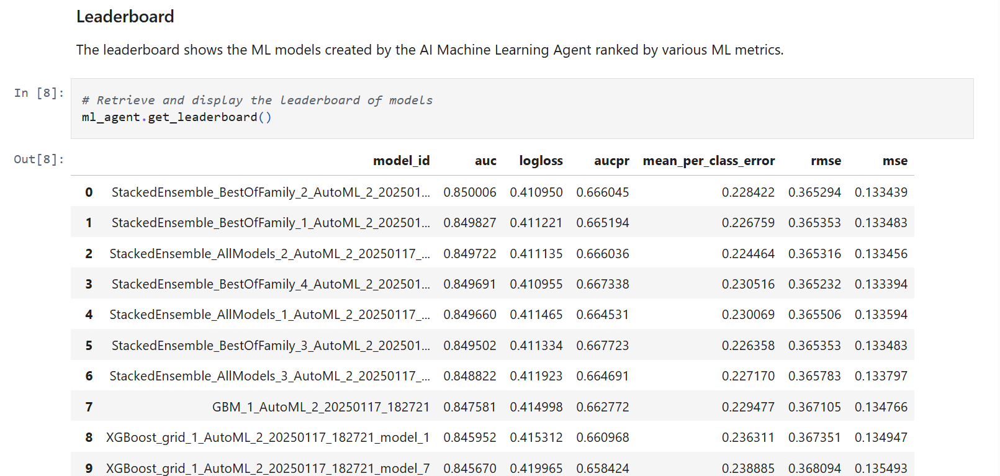 Leaderboard
The leaderboard shows the ML models created by the AI Machine Learning Agent ranked by various ML metrics.
In [8]:
# Retrieve and display the leaderboard of models
ml_agent.get_leaderboard()
Out[8]:
model_id auc logloss aucpr mean_per_class_error rmse mse
0 StackedEnsemble_BestOfFamily_2_AutoML_2_202501... 0.850006 0.410950 0.666045 0.228422 0.365294 0.133439
1 StackedEnsemble_BestOfFamily_1_AutoML_2_202501... 0.849827 0.411221 0.665194 0.226759 0.365353 0.133483
2 StackedEnsemble_AllModels_2_AutoML_2_20250117_... 0.849722 0.411135 0.666036 0.224464 0.365316 0.133456
3 StackedEnsemble_BestOfFamily_4_AutoML_2_202501... 0.849691 0.410955 0.667338 0.230516 0.365232 0.133394
4 StackedEnsemble_AllModels_1_AutoML_2_20250117_... 0.849660 0.411465 0.664531 0.230069 0.365506 0.133594
5 StackedEnsemble_BestOfFamily_3_AutoML_2_202501... 0.849502 0.411334 0.667723 0.226358 0.365353 0.133483
6 StackedEnsemble_AllModels_3_AutoML_2_20250117_... 0.848822 0.411923 0.664691 0.227170 0.365783 0.133797
7 GBM_1_AutoML_2_20250117_182721 0.847581 0.414998 0.662772 0.229477 0.367105 0.134766
8 XGBoost_grid_1_AutoML_2_20250117_182721_model_1 0.845952 0.415312 0.660968 0.236311 0.367351 0.134947
9 XGBoost_grid_1_AutoML_2_20250117_182721_model_7 0.845670 0.419965 0.658424 0.238885 0.368094 0.135493